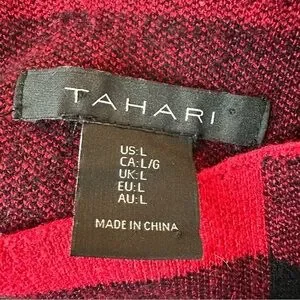 TAHARI
US: L
CA: L/G
UK: L
EU: L
AU: L
MADE IN CHINA